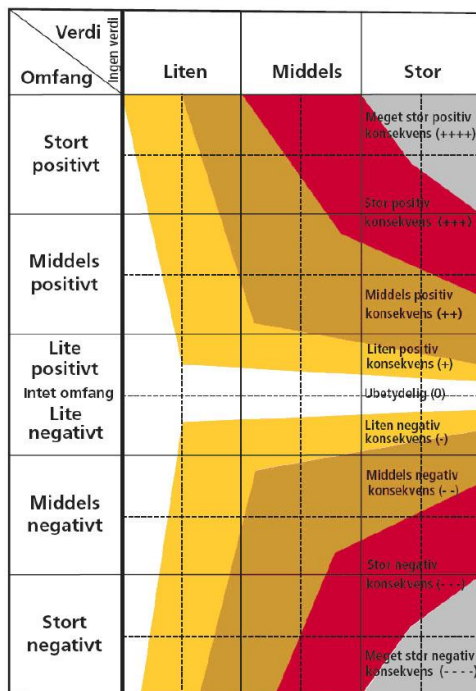 Verdi
Ingen verdi
Omfang
Liten
Middels
Stor
Stort
positivt
Meget stor positiv
konsekvens (++++)
Stor positiv
konsekvens (+++)
Middels
positivt
Middels positiv
konsekvens (++)
Lite
positivt
Liten positiv
konsekvens (+)
Intet omfang
Ubetydelig (0)
Lite
negativt
Liten negativ
konsekvens (-)
Middels
negativt
Middels negativ
konsekvens (- -)
Stor negativ
konsekvens (- - -)
Stort
negativt
Meget stor negativ
konsekvens (- - - -)